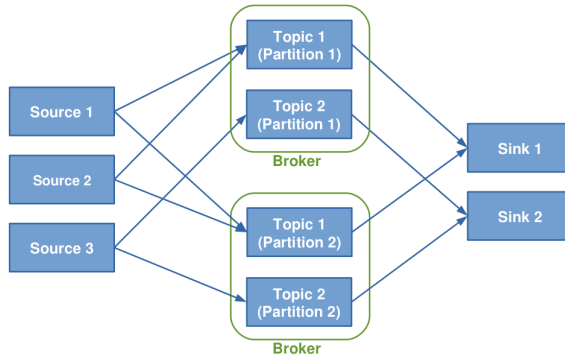 Topic 1
(Partition 1)
Topic 2
(Partition 1)
Broker
Source 1
Source 2
Source 3
Topic 1
(Partition 2)
Topic 2
(Partition 2)
Broker
Sink 1
Sink 2